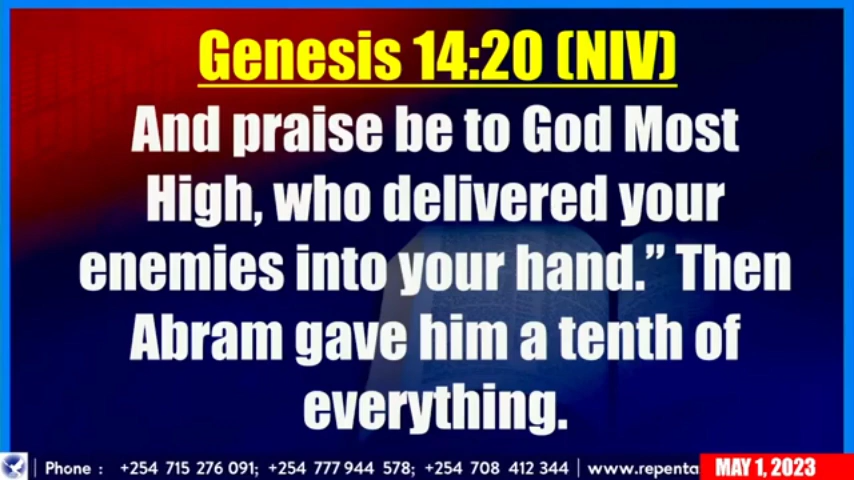 Genesis 14:20 (NIV)
And praise be to God Most
High, who delivered your
enemies into your hand.” Then
Abram gave him a tenth of
everything.
Phone : +254 715 276 091; +254 777 944 578; +254 708 412 344 | www.repenta
MAY 1, 2023